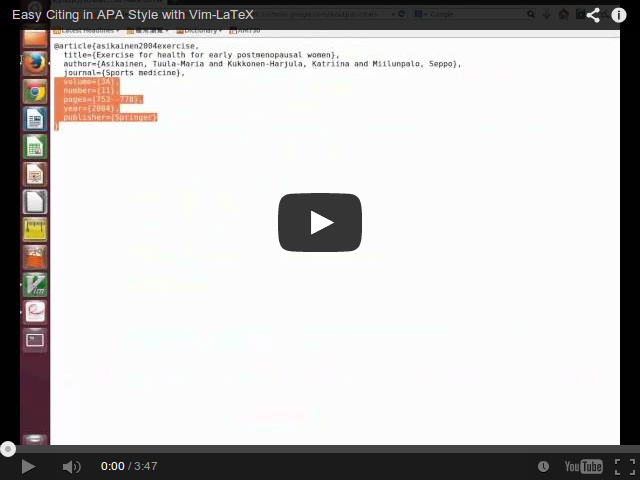 Easy Citing in APA Style with Vim-LaTeX
Latest Headlines
Dictionary
Google
@article{asikainen2004exercise,
title={Exercise for health for early postmenopausal women},
author={Asikainen, Tuula-Maria and Kukkonen-Harjula, Katriina and Miilunpalo, Seppo},
journal={Sports medicine},
volume={34},
number={11},
pages={753--778},
year={2004},
publisher={Springer}
}
Vim
0:00 / 3:47
YouTube